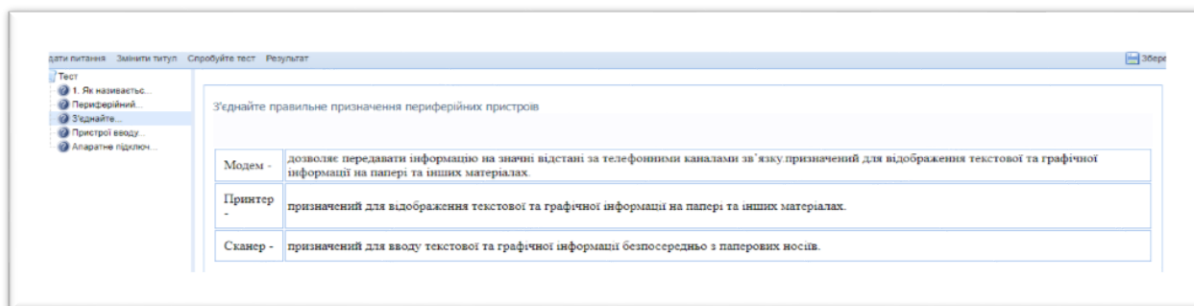 дати питання Змінити титул Спробуйте тест Результат Збере
Тест
1. Як називаєтьс...
Периферійний...
З'єднайте...
Пристрої вводу...
Апаратне підключ...
З'єднайте правильне призначення периферійних пристроїв
Модем - дозволяє передавати інформацію на значні відстані за телефонними каналами зв'язку.призначений для відображення текстової та графічної
інформації на папері та інших матеріалах.
Принтер
- призначений для відображення текстової та графічної інформації на папері та інших матеріалах.
Сканер - призначений для вводу текстової та графічної інформації безпосередньо з паперових носіїв.